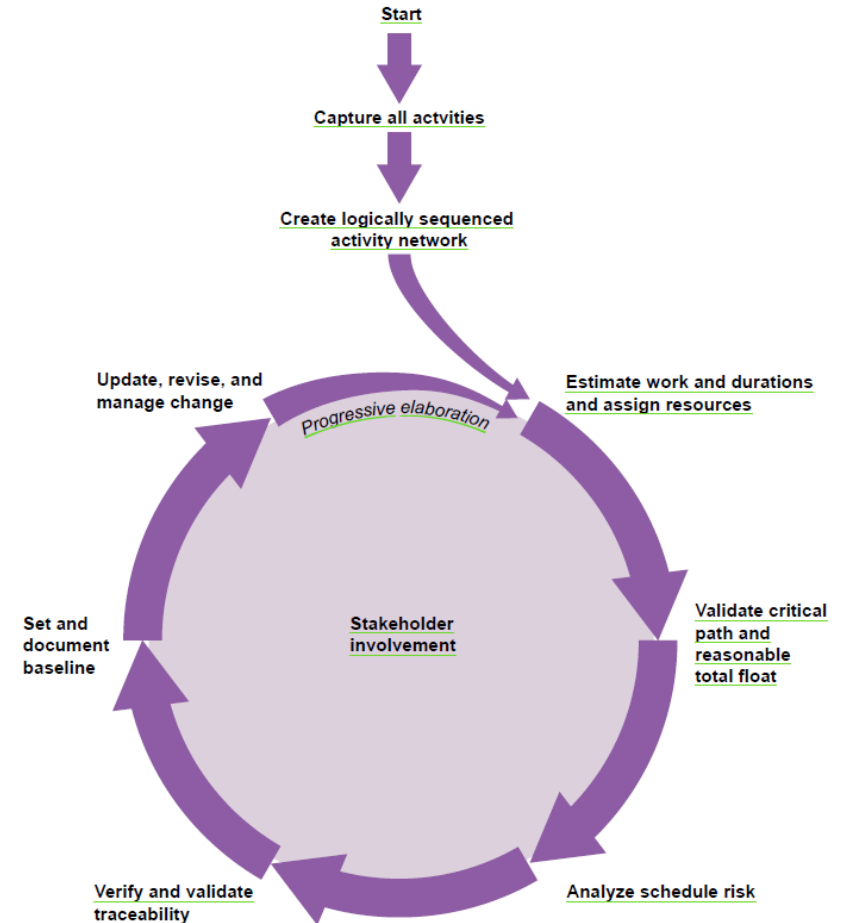 Start
Capture all actvities
Create logically sequenced
activity network
Update, revise, and
manage change
Progressive elaboration
Estimate work and durations
and assign resources
Set and
document
baseline
Stakeholder
involvement
Validate critical
path and
reasonable
total float
Verify and validate
traceability
Analyze schedule risk